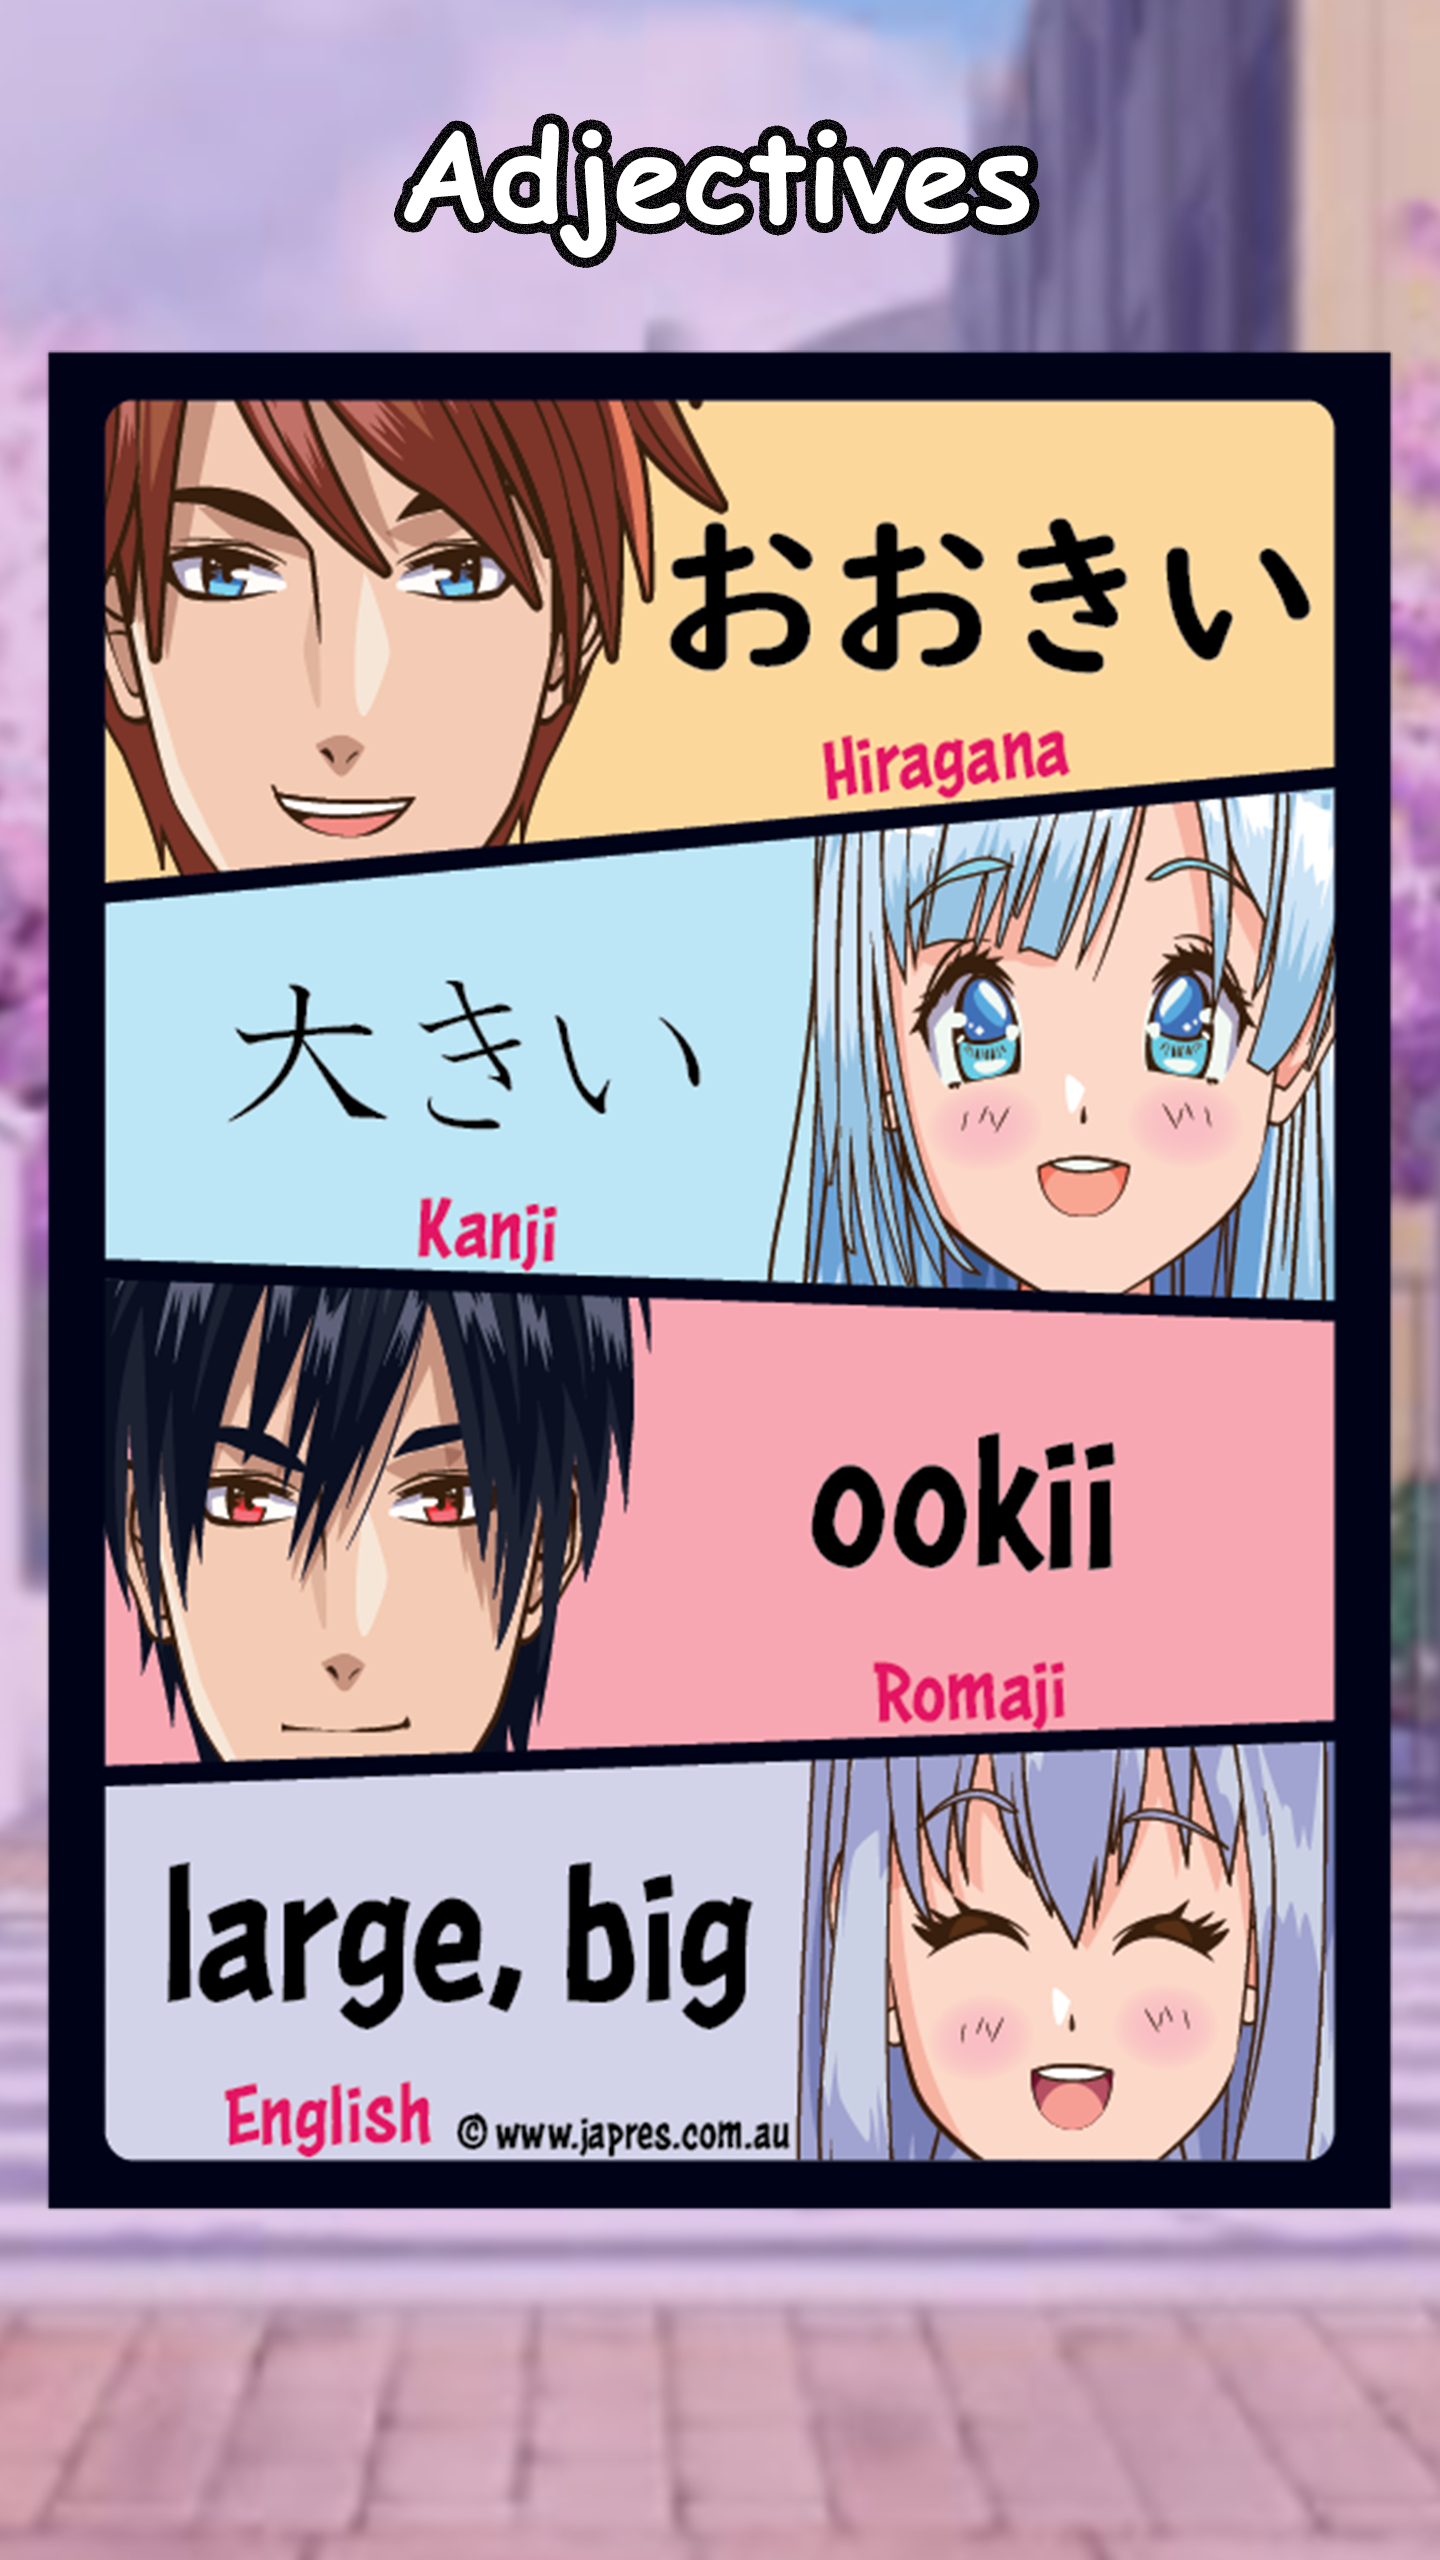 Adjectives
おおきい
Hiragana
大きい
Kanji
ookii
Romaji
large, big
English
© www.japres.com.au